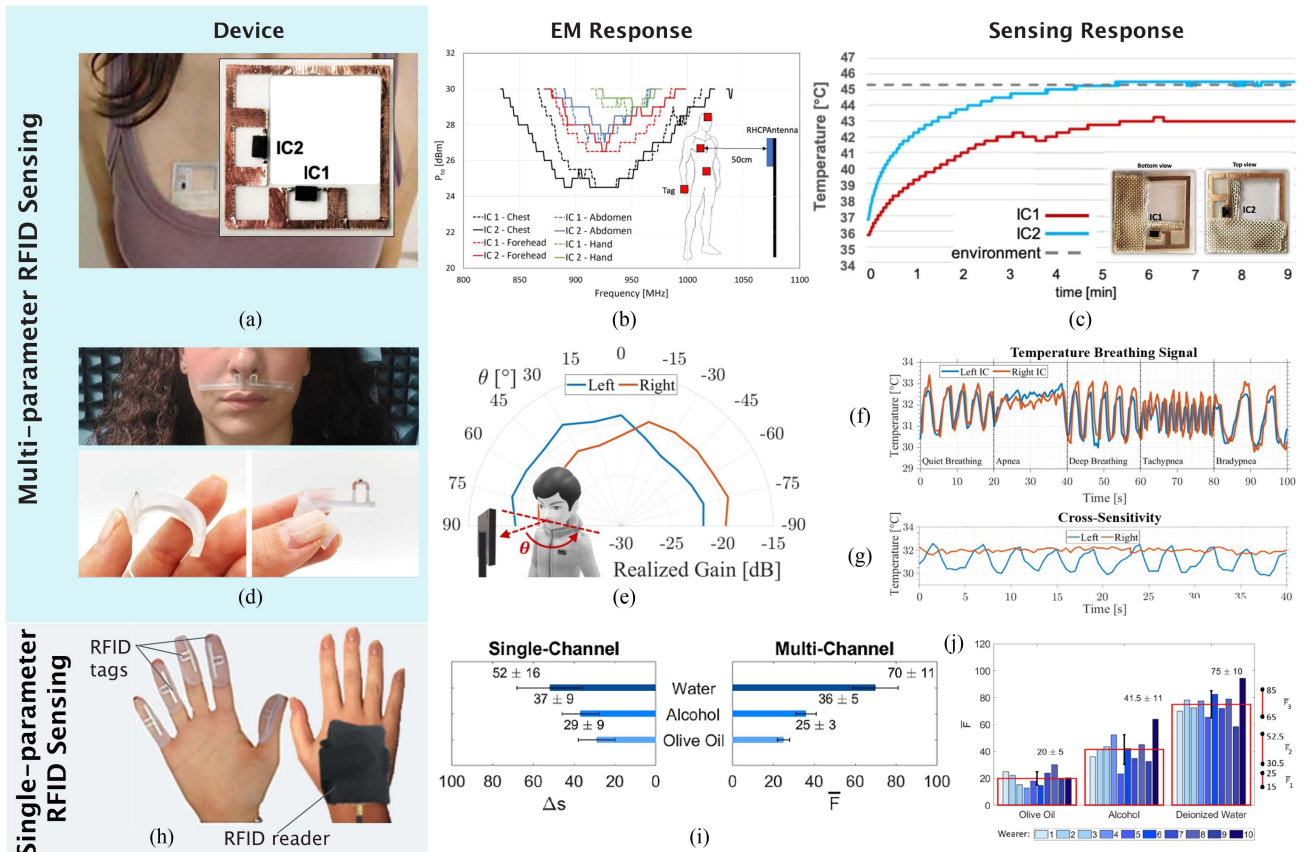 Device
EM Response
Sensing Response
Multi-parameter RFID Sensing
IC2
IC1
(a)
32
30
28
26
24
22
20
P_to [dBm]
800
850
900
950
1000
1050
1100
Frequency [MHz]
IC 1 - Chest
IC 2 - Chest
IC 1 - Forehead
IC 2 - Forehead
IC 1 - Abdomen
IC 2 - Abdomen
IC 1 - Hand
IC 2 - Hand
Tag
RHCPAntenna
50cm
(b)
47
46
45
44
43
42
41
40
39
38
37
36
35
34
Temperature [°C]
IC1
IC2
environment
Bottom view
IC1
Top view
IC2
0 1 2 3 4 5 6 7 8 9
time [min]
(c)
(d)
θ [°]
90 75 60 45 30 15 0 -15 -30 -45 -60 -75 -90
Left Right
θ
-30 -25 -20 -15
Realized Gain [dB]
(e)
(f)
Temperature Breathing Signal
Left IC Right IC
34
33
32
31
30
29
Temperature [°C]
Quiet Breathing
Apnea
Deep Breathing
Tachypnea
Bradypnea
0 10 20 30 40 50 60 70 80 90 100
Time [s]
(g)
Cross-Sensitivity
Left Right
34
32
30
Temperature [°C]
0 5 10 15 20 25 30 35 40
Time [s]
Single-parameter
RFID Sensing
RFID
tags
RFID reader
(h)
Single-Channel
52 ± 16
37 ± 9
29 ± 9
100 80 60 40 20 0
Δs
Water
Alcohol
Olive Oil
Multi-Channel
70 ± 11
36 ± 5
25 ± 3
0 20 40 60 80 100
F̅
(i)
(j)
120
100
80
60
40
20
0
F̅
20 ± 5
41.5 ± 11
75 ± 10
Olive Oil
Alcohol
Deionized Water
85
F̅₃
65
52.5
F̅₂
30.5
25
F̅₁
15
Wearer: 1 2 3 4 5 6 7 8 9 10